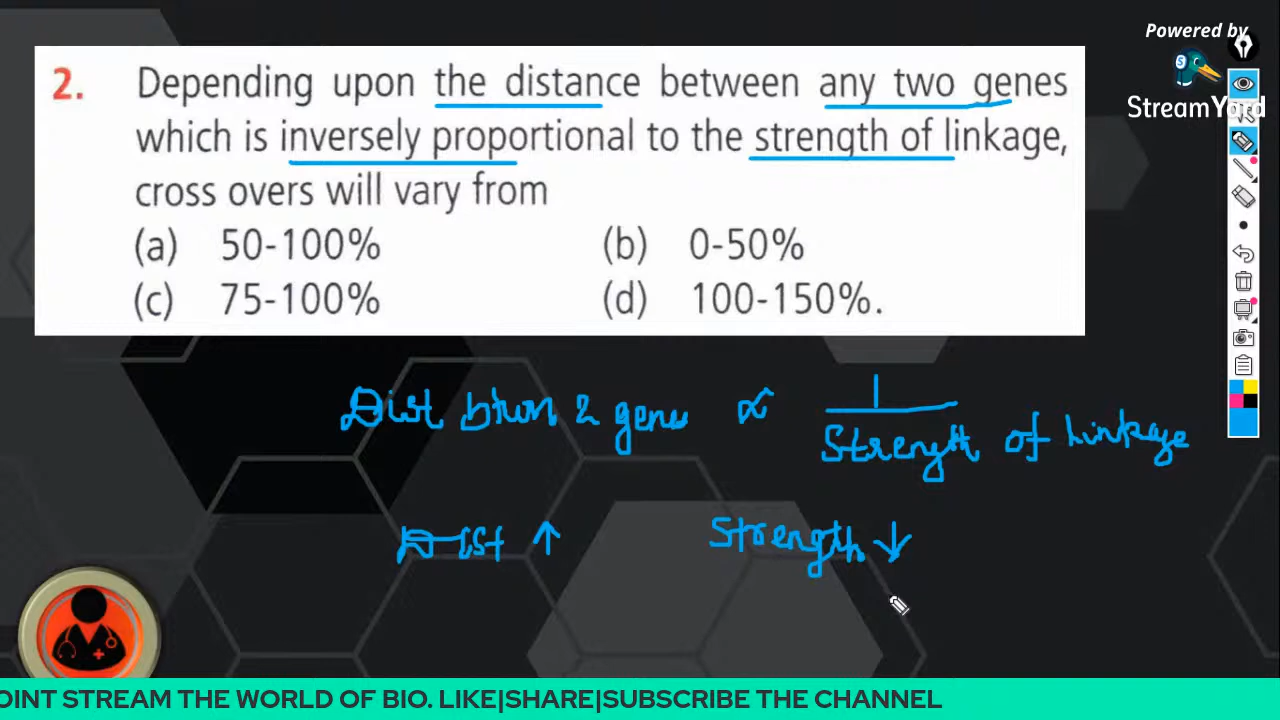 Powered by
StreamYard
2. Depending upon the distance between any two genes
which is inversely proportional to the strength of linkage,
cross overs will vary from
(a) 50-100% (b) 0-50%
(c) 75-100% (d) 100-150%.
Dist btwn 2 genes ∝ 1
Strength of Linkage
Dist ↑ Strength ↓
OINT STREAM THE WORLD OF BIO. LIKE|SHARE|SUBSCRIBE THE CHANNEL